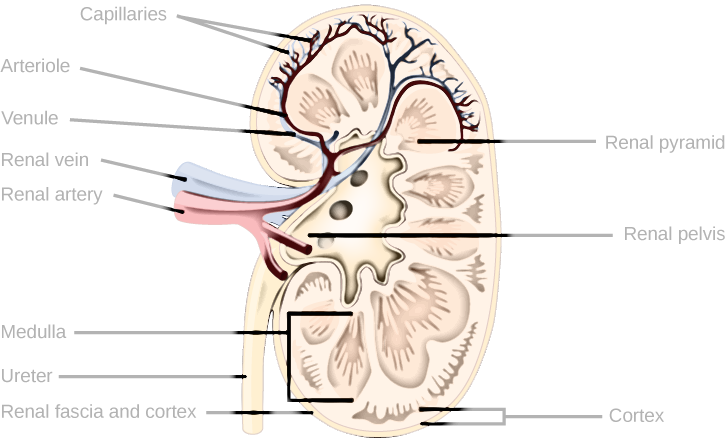 Capillaries
Arteriole
Venule
Renal vein
Renal artery
Renal pyramid
Renal pelvis
Medulla
Ureter
Renal fascia and cortex
Cortex